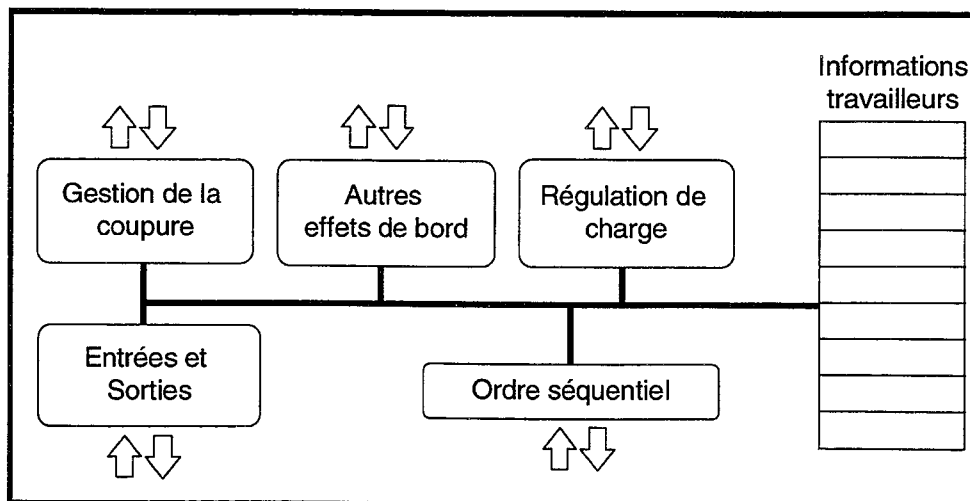 Informations
travailleurs
Gestion de la
coupure
Autres
effets de bord
Régulation de
charge
Entrées et
Sorties
Ordre séquentiel